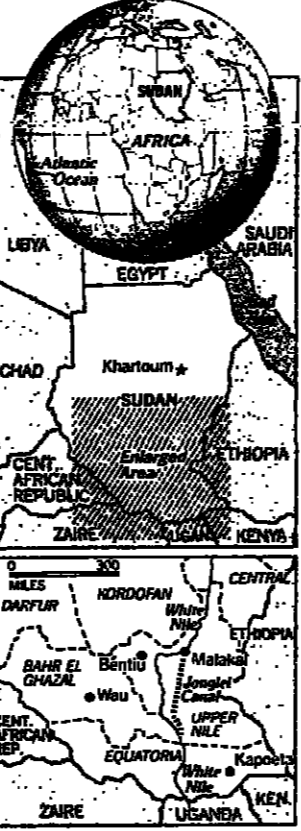 SUDAN
AFRICA
Atlantic
Ocean
LIBYA
SAUDI
ARABIA
EGYPT
Red
CHAD
Khartoum
SUDAN
Enlarged
Area
ETHIOPIA
CENT.
AFRICAN
REPUBLIC
ZAIRE
UGAN
KENYA
0 300
MILES
DARFUR
KORDOFAN
CENTRAL
White
Nile
ETHIOPIA
BAHR EL
GHAZAL
Bentiu
Malakal
Wau
Jonglei
Canal
UPPER
NILE
CENT.
AFRICAN
REP.
EQUATORIA
Kapoeta
White
Nile
KEN.
ZAIRE
UGANDA